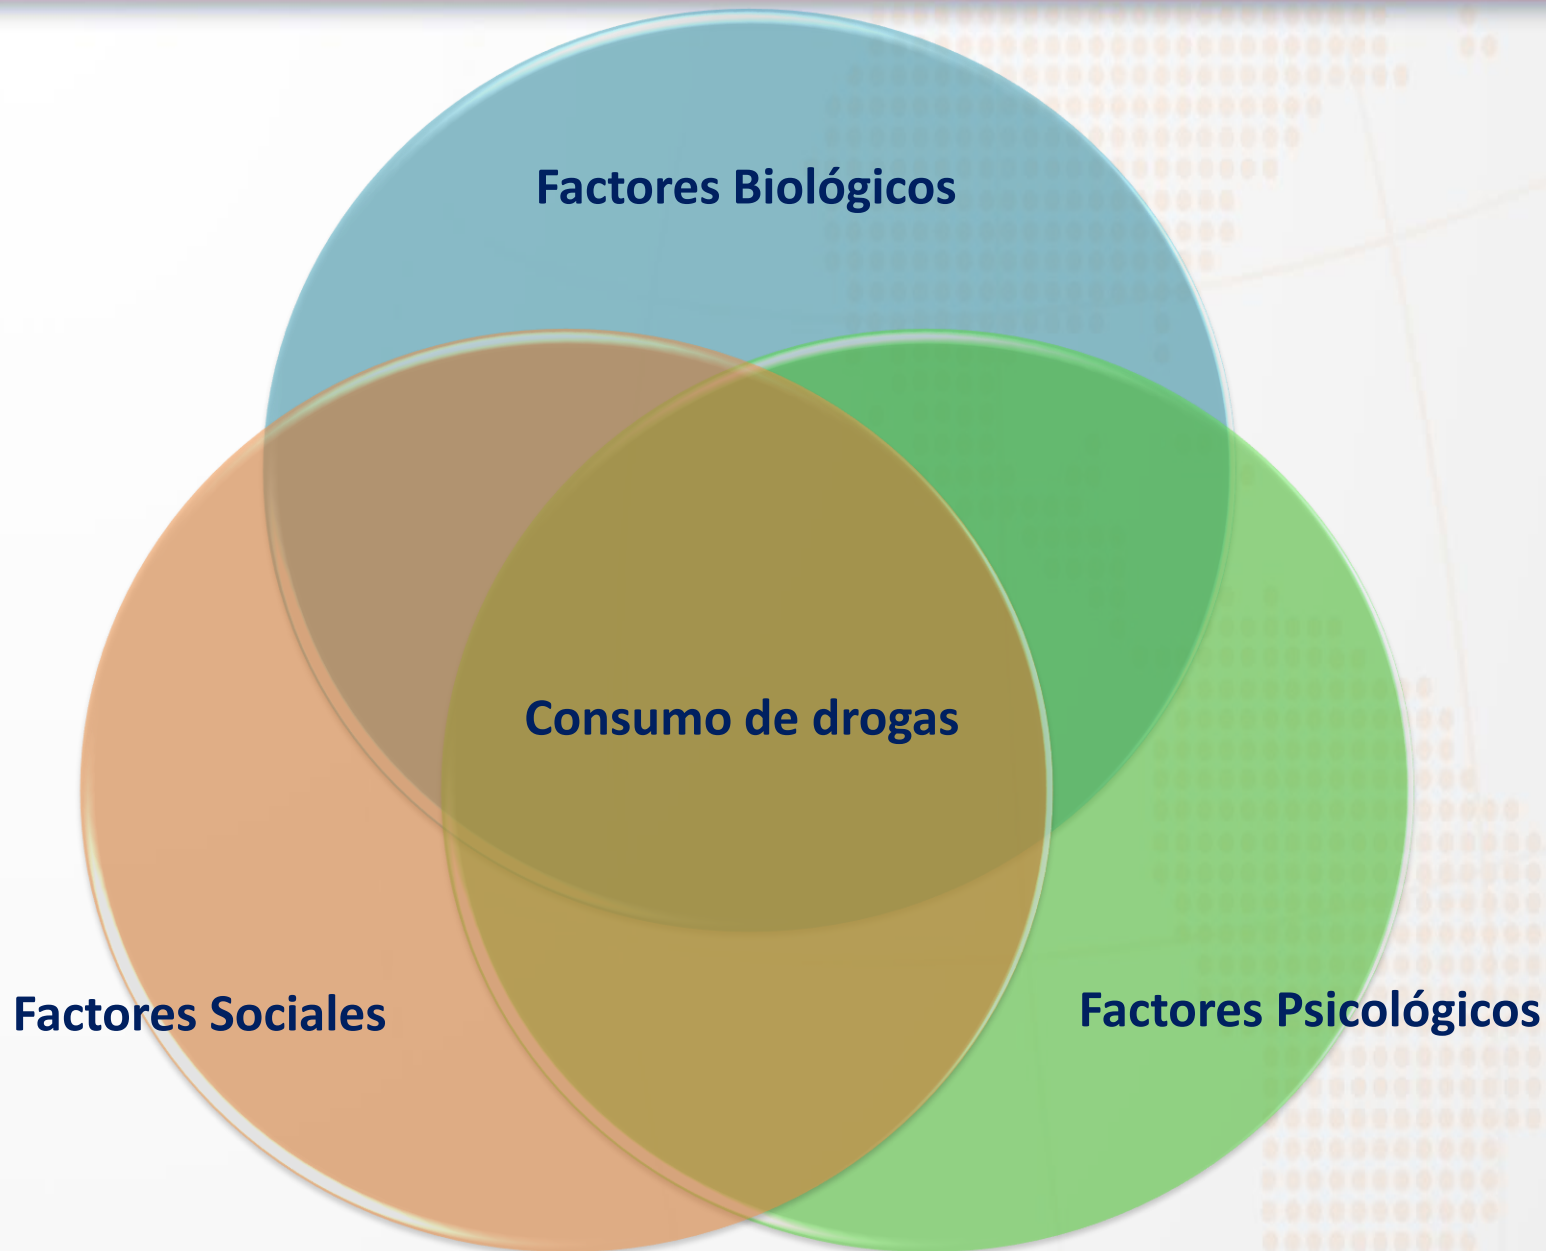 Factores Biológicos
Consumo de drogas
Factores Sociales
Factores Psicológicos